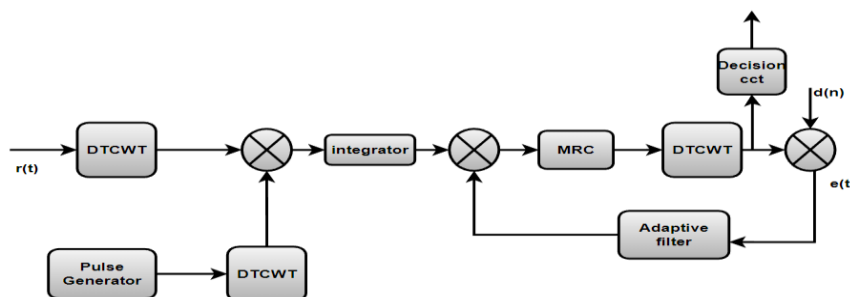 Decision
cct
d(n)
DTCWT
integrator
MRC
DTCWT
r(t)
e(t
Adaptive
filter
Pulse
Generator
DTCWT